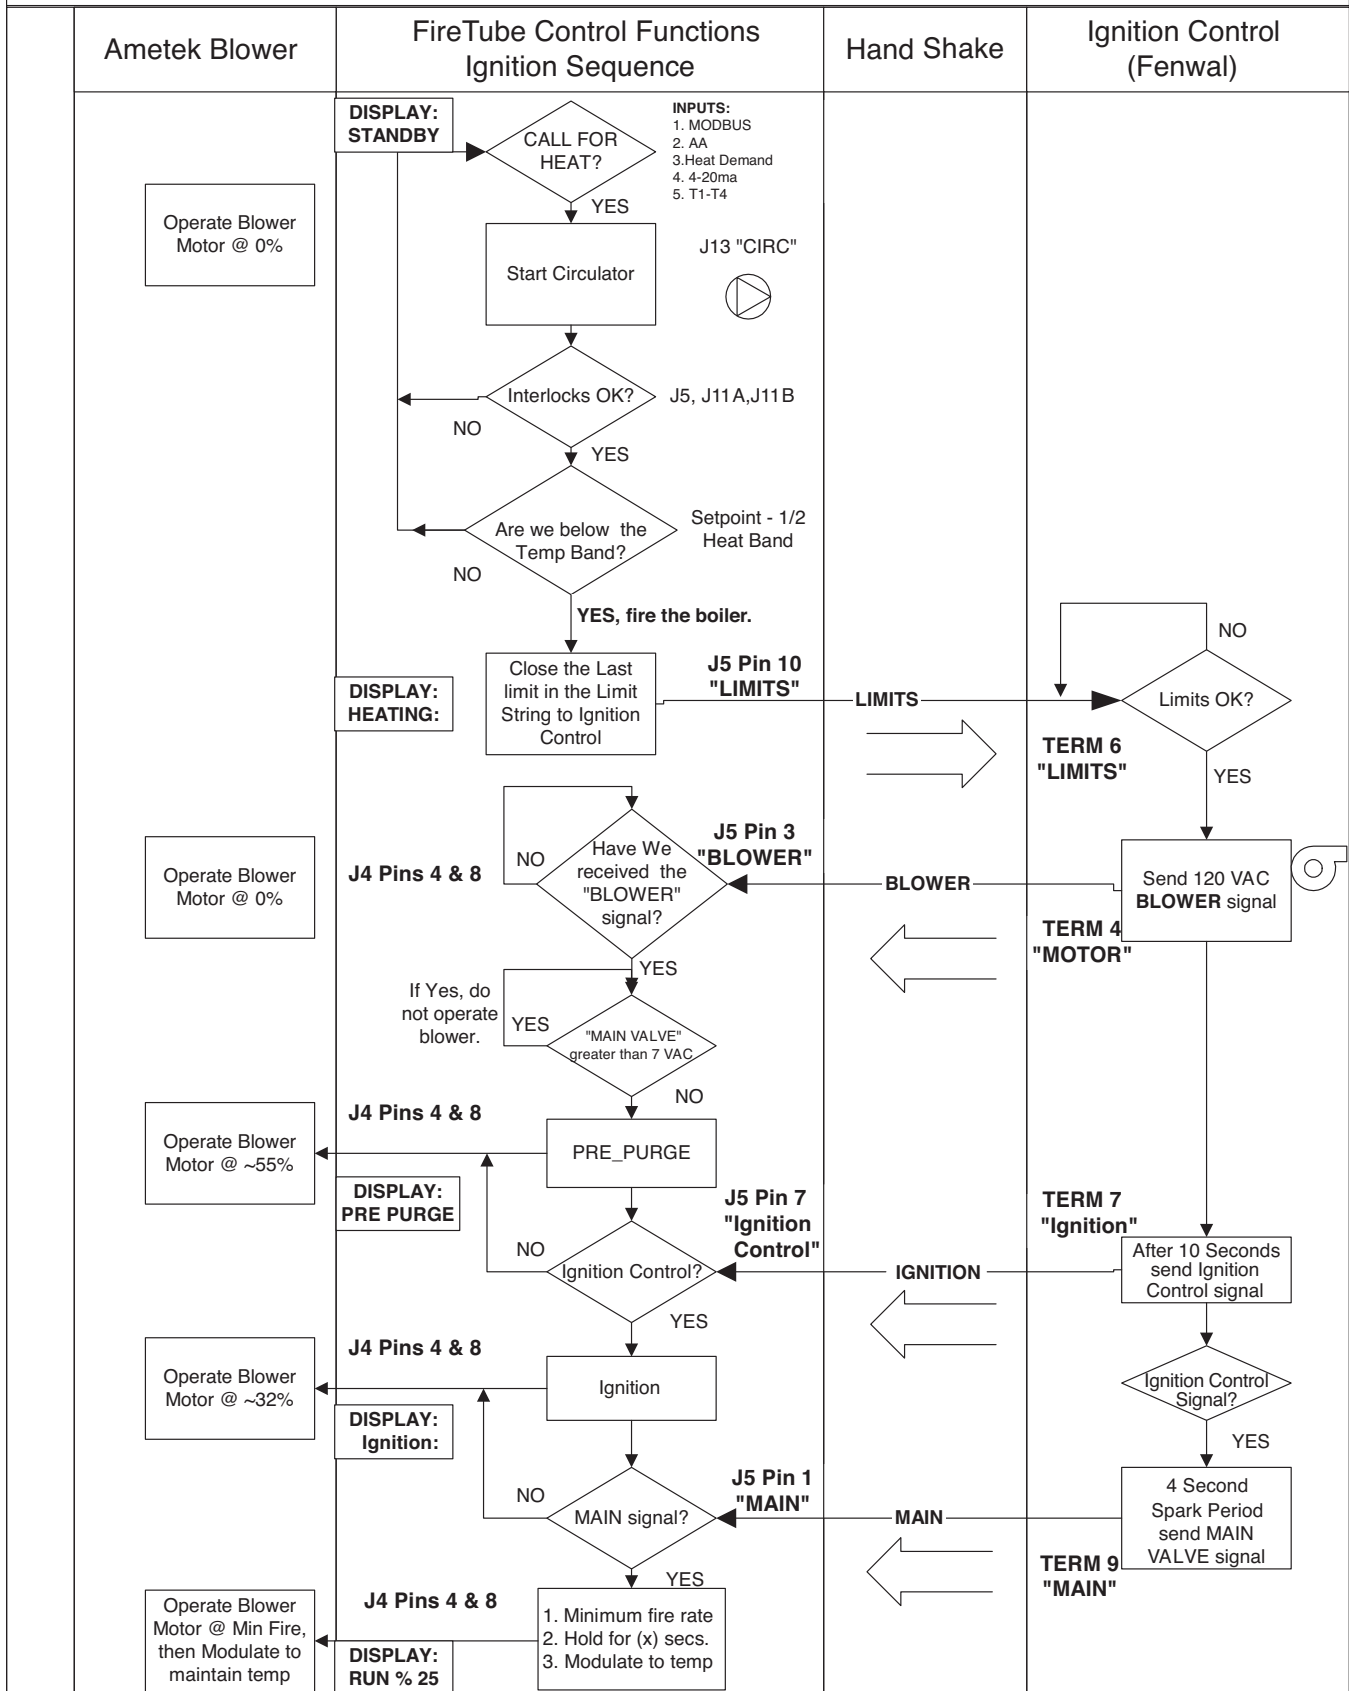 Ametek Blower
FireTube Control Functions
Ignition Sequence
Hand Shake
Ignition Control
(Fenwal)
DISPLAY:
STANDBY
CALL FOR
HEAT?
INPUTS:
1. MODBUS
2. AA
3.Heat Demand
4. 4-20ma
5. T1-T4
YES
Operate Blower
Motor @ 0%
Start Circulator
J13 "CIRC"
Interlocks OK?
J5, J11A,J11B
NO
YES
Are we below the
Temp Band?
Setpoint - 1/2
Heat Band
NO
YES, fire the boiler.
NO
DISPLAY:
HEATING:
Close the Last
limit in the Limit
String to Ignition
Control
J5 Pin 10
"LIMITS"
LIMITS
Limits OK?
TERM 6
"LIMITS"
YES
Operate Blower
Motor @ 0%
J4 Pins 4 & 8
NO
Have We
received the
"BLOWER"
signal?
J5 Pin 3
"BLOWER"
BLOWER
Send 120 VAC
BLOWER signal
TERM 4
"MOTOR"
YES
If Yes, do
not operate
blower.
YES
"MAIN VALVE"
greater than 7 VAC
NO
J4 Pins 4 & 8
Operate Blower
Motor @ ~55%
PRE_PURGE
DISPLAY:
PRE PURGE
J5 Pin 7
"Ignition
Control"
TERM 7
"Ignition"
NO
Ignition Control?
IGNITION
After 10 Seconds
send Ignition
Control signal
YES
J4 Pins 4 & 8
Operate Blower
Motor @ ~32%
Ignition
Ignition Control
Signal?
DISPLAY:
Ignition:
YES
NO
MAIN signal?
J5 Pin 1
"MAIN"
MAIN
4 Second
Spark Period
send MAIN
VALVE signal
TERM 9
"MAIN"
YES
J4 Pins 4 & 8
Operate Blower
Motor @ Min Fire,
then Modulate to
maintain temp
1. Minimum fire rate
2. Hold for (x) secs.
3. Modulate to temp
DISPLAY:
RUN % 25